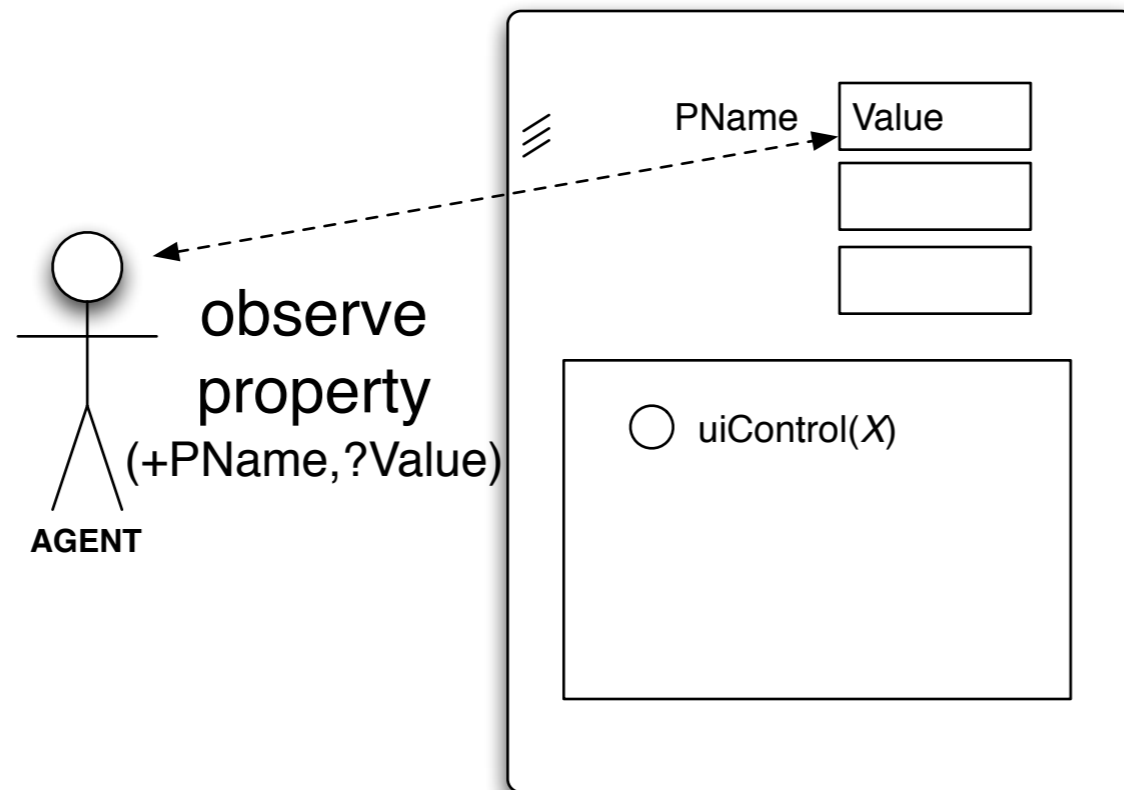 PName Value
observe
property
(+PName,?Value)
uiControl(X)
AGENT